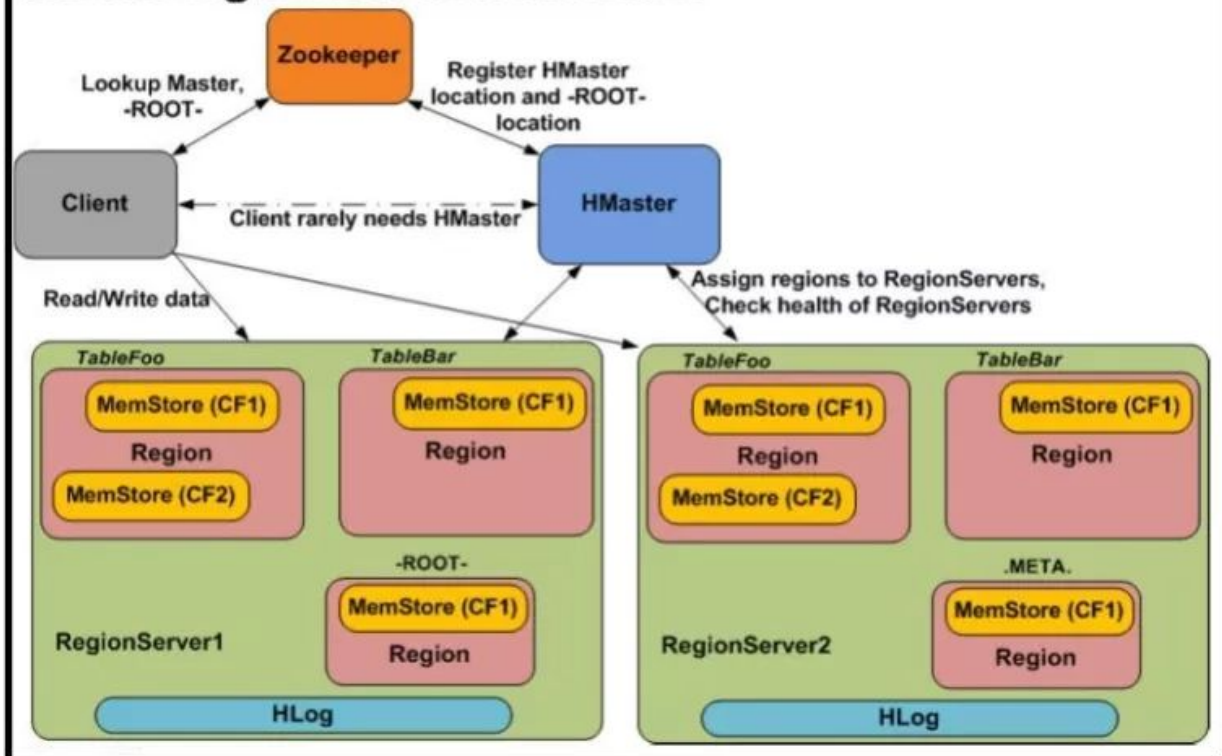 Zookeeper
Lookup Master,
-ROOT-
Register HMaster
location and -ROOT-
location
Client
Client rarely needs HMaster
HMaster
Read/Write data
Assign regions to RegionServers,
Check health of RegionServers
TableFoo
TableBar
MemStore (CF1)
Region
MemStore (CF2)
MemStore (CF1)
Region
-ROOT-
MemStore (CF1)
Region
RegionServer1
HLog
TableFoo
TableBar
MemStore (CF1)
Region
MemStore (CF2)
MemStore (CF1)
Region
.META.
MemStore (CF1)
Region
RegionServer2
HLog